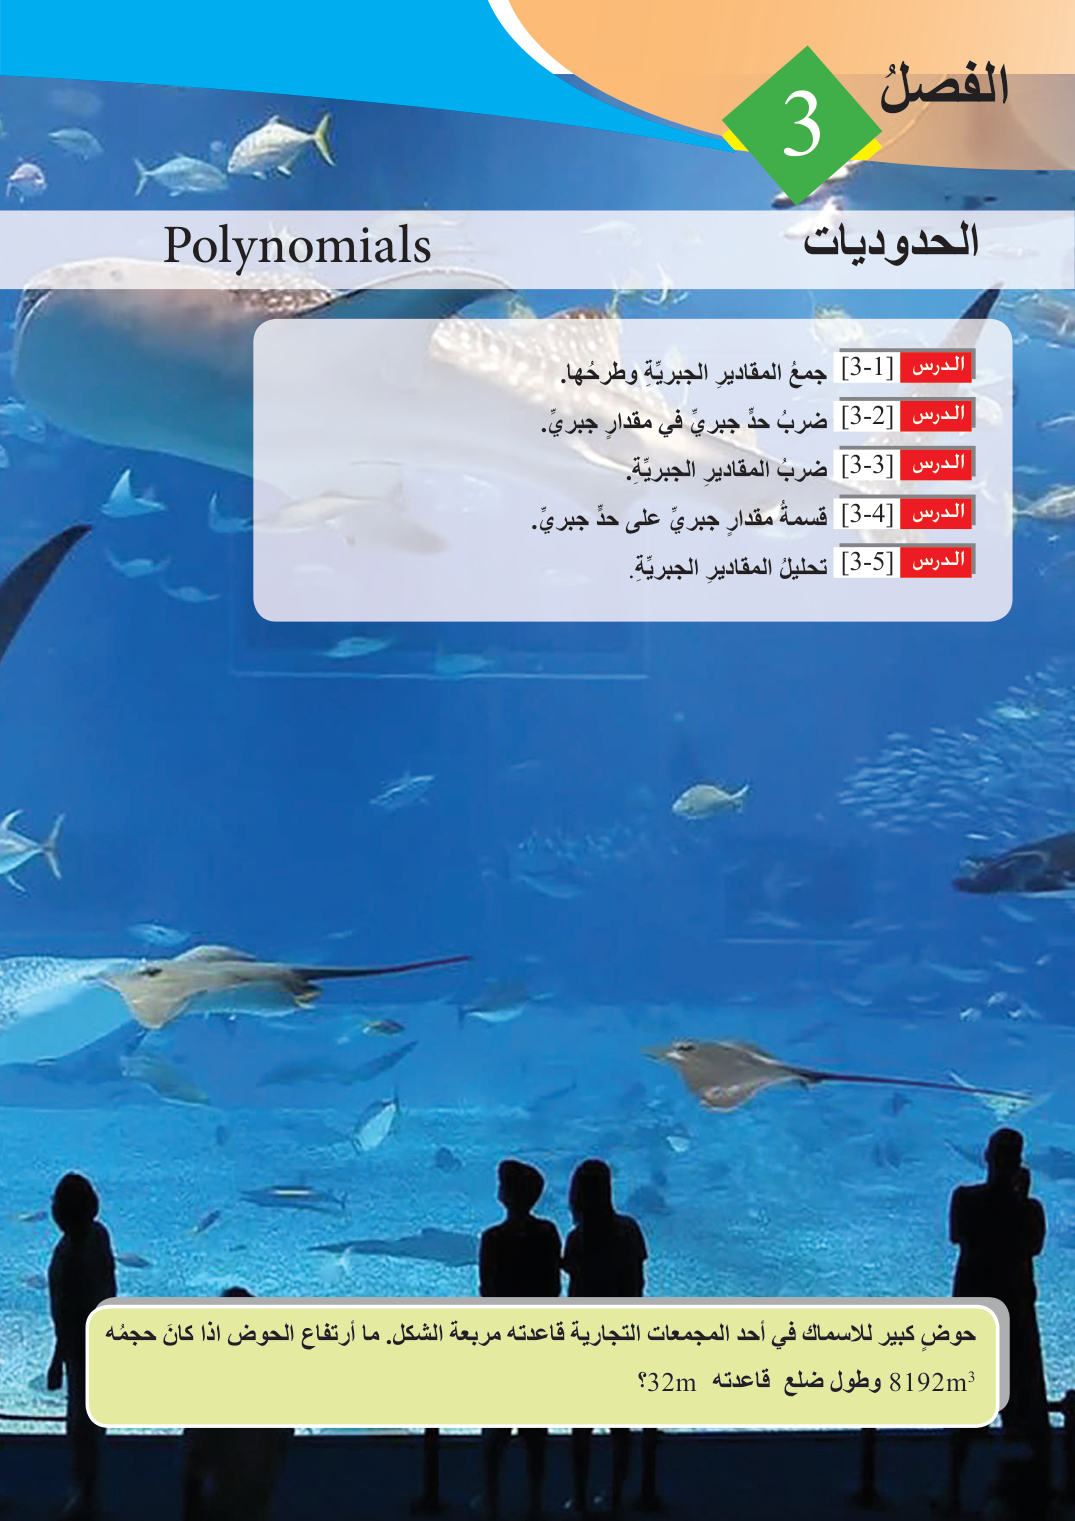 الفصلُ 3
الحدوديات Polynomials
الدرس [3-1] جمعُ المقاديرِ الجبريِّةِ وطرحُها.
الدرس [3-2] ضربُ حدٍّ جبريِّ في مقدارٍ جبريِّ.
الدرس [3-3] ضربُ المقاديرِ الجبريِّةِ.
الدرس [3-4] قسمةُ مقدارٍ جبريِّ على حدٍّ جبريِّ.
الدرس [3-5] تحليلُ المقاديرِ الجبريِّةِ.
حوضٍ كبير للاسماك في أحد المجمعات التجارية قاعدته مربعة الشكل. ما أرتفاع الحوض اذا كانَ حجمُه
8192m³ وطول ضلع قاعدته 32m؟